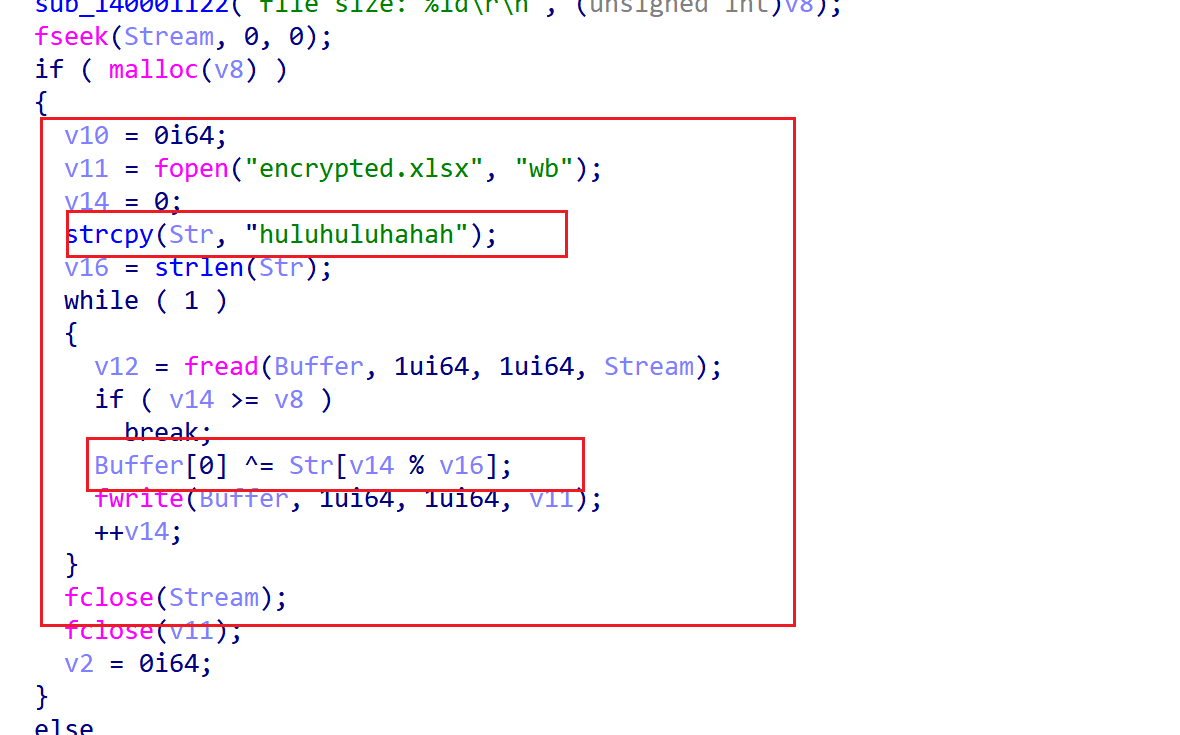 sub_140001122( file size: %ld\r\n , (unsigned int)v8);
fseek(Stream, 0, 0);
if ( malloc(v8) )
{
v10 = 0i64;
v11 = fopen("encrypted.xlsx", "wb");
v14 = 0;
strcpy(Str, "huluhuluhahah");
v16 = strlen(Str);
while ( 1 )
{
v12 = fread(Buffer, 1ui64, 1ui64, Stream);
if ( v14 >= v8 )
break;
Buffer[0] ^= Str[v14 % v16];
fwrite(Buffer, 1ui64, 1ui64, v11);
++v14;
}
fclose(Stream);
fclose(v11);
v2 = 0i64;
}
else